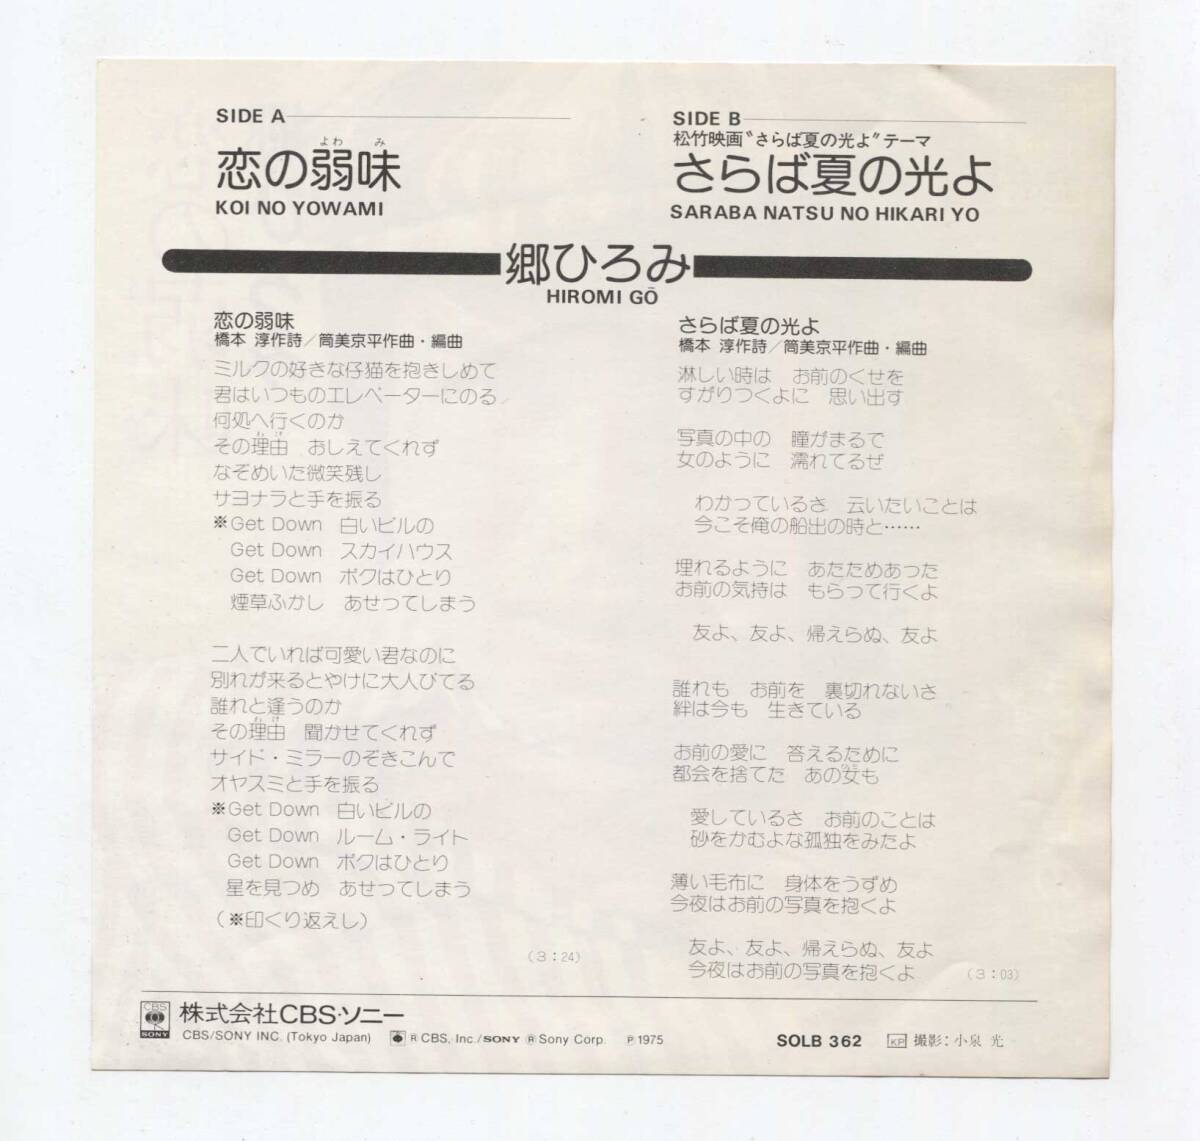 SIDE A
よわ み
恋の弱味
KOI NO YOWAMI
SIDE B
松竹映画〝さらば夏の光よ〟テーマ
さらば夏の光よ
SARABA NATSU NO HIKARI YO
郷ひろみ
HIROMI GŌ
恋の弱味
橋本 淳作詩/筒美京平作曲・編曲
ミルクの好きな仔猫を抱きしめて
君はいつものエレベーターにのる
何処へ行くのか
わけ
その理由 おしえてくれず
なぞめいた微笑残し
サヨナラと手を振る
※Get Down 白いビルの
Get Down スカイハウス
Get Down ボクはひとり
煙草ふかし あせってしまう
二人でいれば可愛い君なのに
別れが来るとやけに大人びてる
誰れと逢うのか
わけ
その理由 聞かせてくれず
サイド・ミラーのぞきこんで
オヤスミと手を振る
※Get Down 白いビルの
Get Down ルーム・ライト
Get Down ボクはひとり
星を見つめ あせってしまう
(※印くり返えし)
(3:24)
さらば夏の光よ
橋本 淳作詩/筒美京平作曲・編曲
淋しい時は お前のくせを
すがりつくよに 思い出す
写真の中の 瞳がまるで
女のように 濡れてるぜ
わかっているさ 云いたいことは
今こそ俺の船出の時と……
埋れるように あたためあった
お前の気持は もらって行くよ
友よ、友よ、帰えらぬ、友よ
誰れも お前を 裏切れないさ
絆は今も 生きている
お前の愛に 答えるために
ひと
都会を捨てた あの女も
愛しているさ お前のことは
砂をかむよな孤独をみたよ
薄い毛布に 身体をうずめ
今夜はお前の写真を抱くよ
友よ、友よ、帰えらぬ、友よ
今夜はお前の写真を抱くよ
(3:03)
CBS
SONY
株式会社CBS・ソニー
CBS/SONY INC. (Tokyo Japan) ® CBS, Inc./SONY ® Sony Corp. ℗ 1975
SOLB 362
KP 撮影:小泉 光